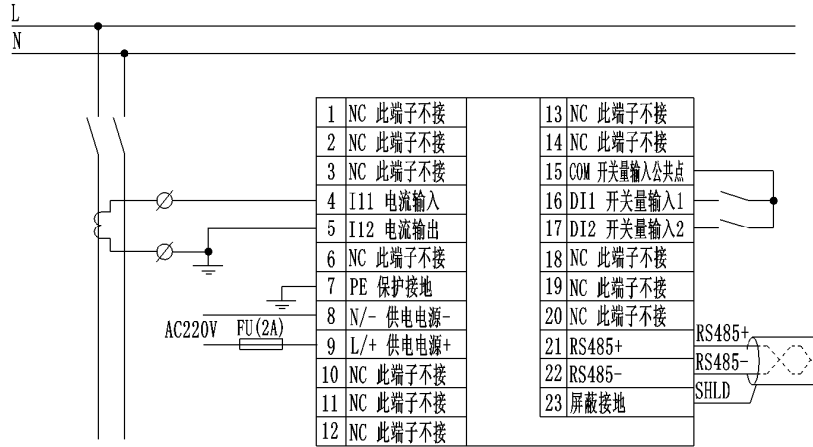 L
N
1 NC 此端子不接
2 NC 此端子不接
3 NC 此端子不接
4 I11 电流输入
5 I12 电流输出
6 NC 此端子不接
7 PE 保护接地
8 N/- 供电电源-
9 L/+ 供电电源+
10 NC 此端子不接
11 NC 此端子不接
12 NC 此端子不接
AC220V
FU(2A)
13 NC 此端子不接
14 NC 此端子不接
15 COM 开关量输入公共点
16 DI1 开关量输入1
17 DI2 开关量输入2
18 NC 此端子不接
19 NC 此端子不接
20 NC 此端子不接
21 RS485+
22 RS485-
23 屏蔽接地
RS485+
RS485-
SHLD